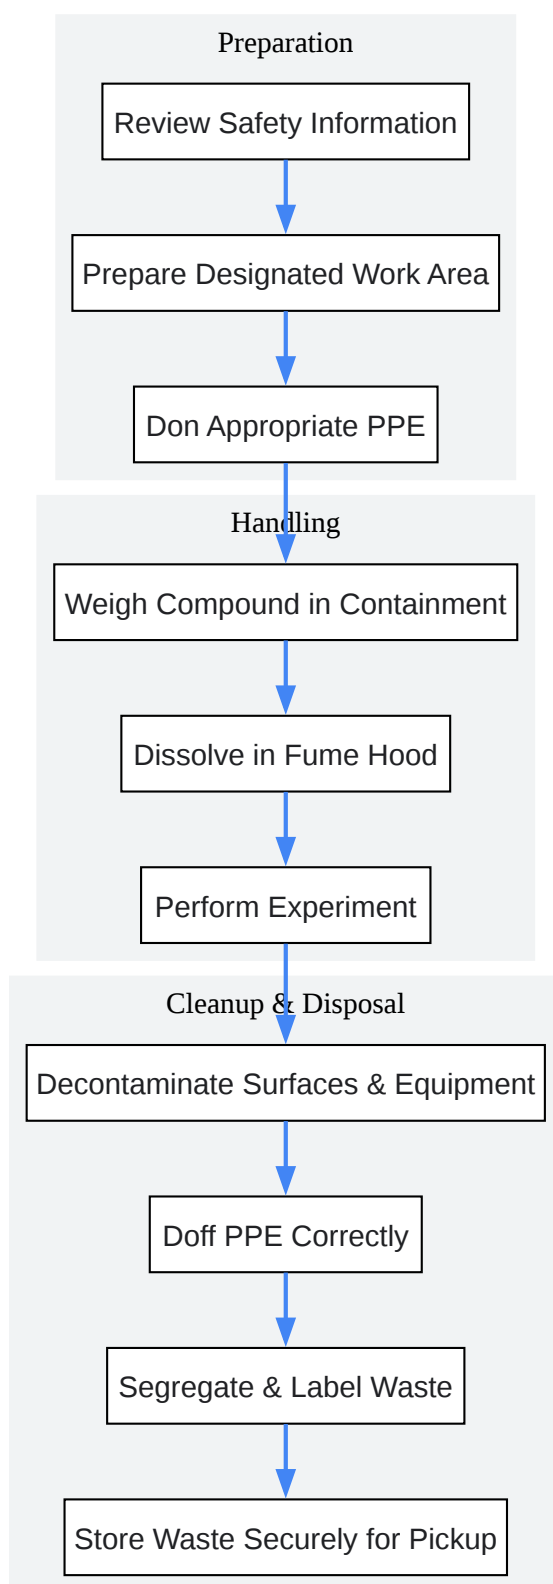 Preparation
Review Safety Information
Prepare Designated Work Area
Don Appropriate PPE
Handling
Weigh Compound in Containment
Dissolve in Fume Hood
Perform Experiment
Cleanup & Disposal
Decontaminate Surfaces & Equipment
Doff PPE Correctly
Segregate & Label Waste
Store Waste Securely for Pickup